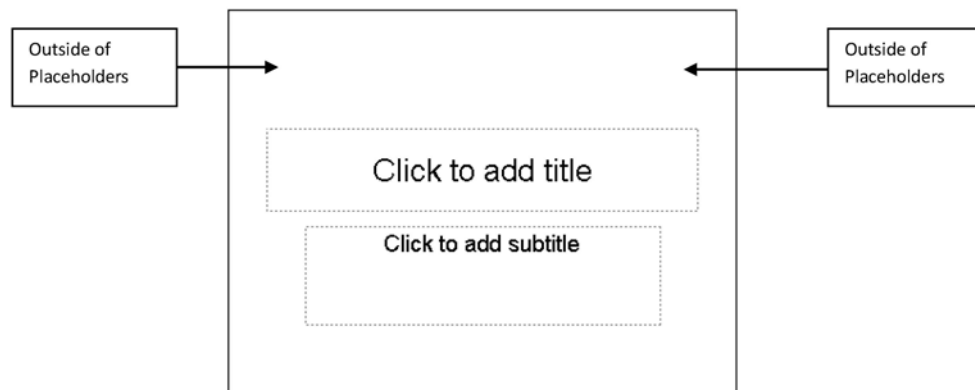 Outside of
Placeholders
Outside of
Placeholders
Click to add title
Click to add subtitle